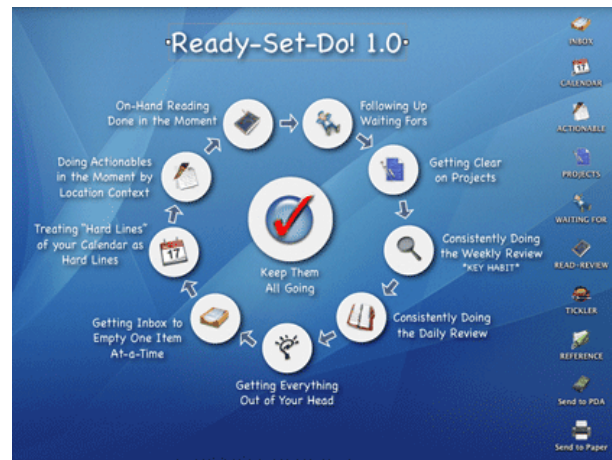 ·Ready-Set-Do! 1.0·
On-Hand Reading
Done in the Moment
Following Up
Waiting Fors
Getting Clear
on Projects
Consistently Doing
the Weekly Review
*KEY HABIT*
Consistently Doing
the Daily Review
Getting Everything
Out of Your Head
Getting Inbox to
Empty One Item
At-a-Time
Treating "Hard Lines"
of your Calendar as
Hard Lines
17
Doing Actionables
in the Moment by
Location Context
Keep Them
All Going
INBOX
17
CALENDAR
ACTIONABLE
PROJECTS
WAITING FOR
READ-REVIEW
TICKLER
REFERENCE
Send to PDA
Send to Paper